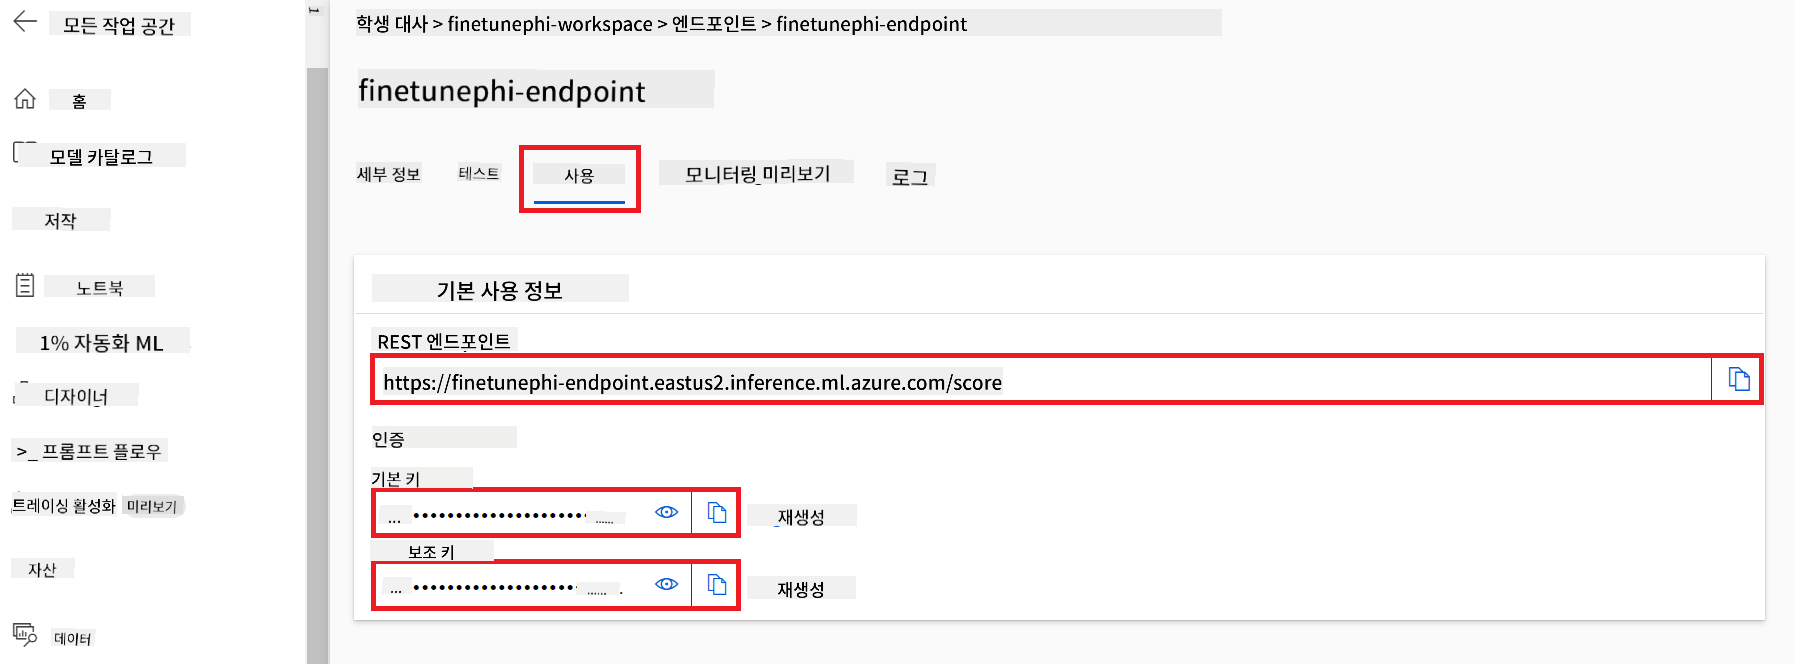 모든 작업 공간
홈
모델 카탈로그
저작
노트북
1% 자동화 ML
디자이너
>_ 프롬프트 플로우
트레이싱 활성화 미리보기
자산
데이터
학생 대사 > finetunephi-workspace > 엔드포인트 > finetunephi-endpoint
finetunephi-endpoint
세부 정보 테스트 사용 모니터링 미리보기 로그
기본 사용 정보
REST 엔드포인트
https://finetunephi-endpoint.eastus2.inference.ml.azure.com/score
인증
기본 키
재생성
보조 키
재생성